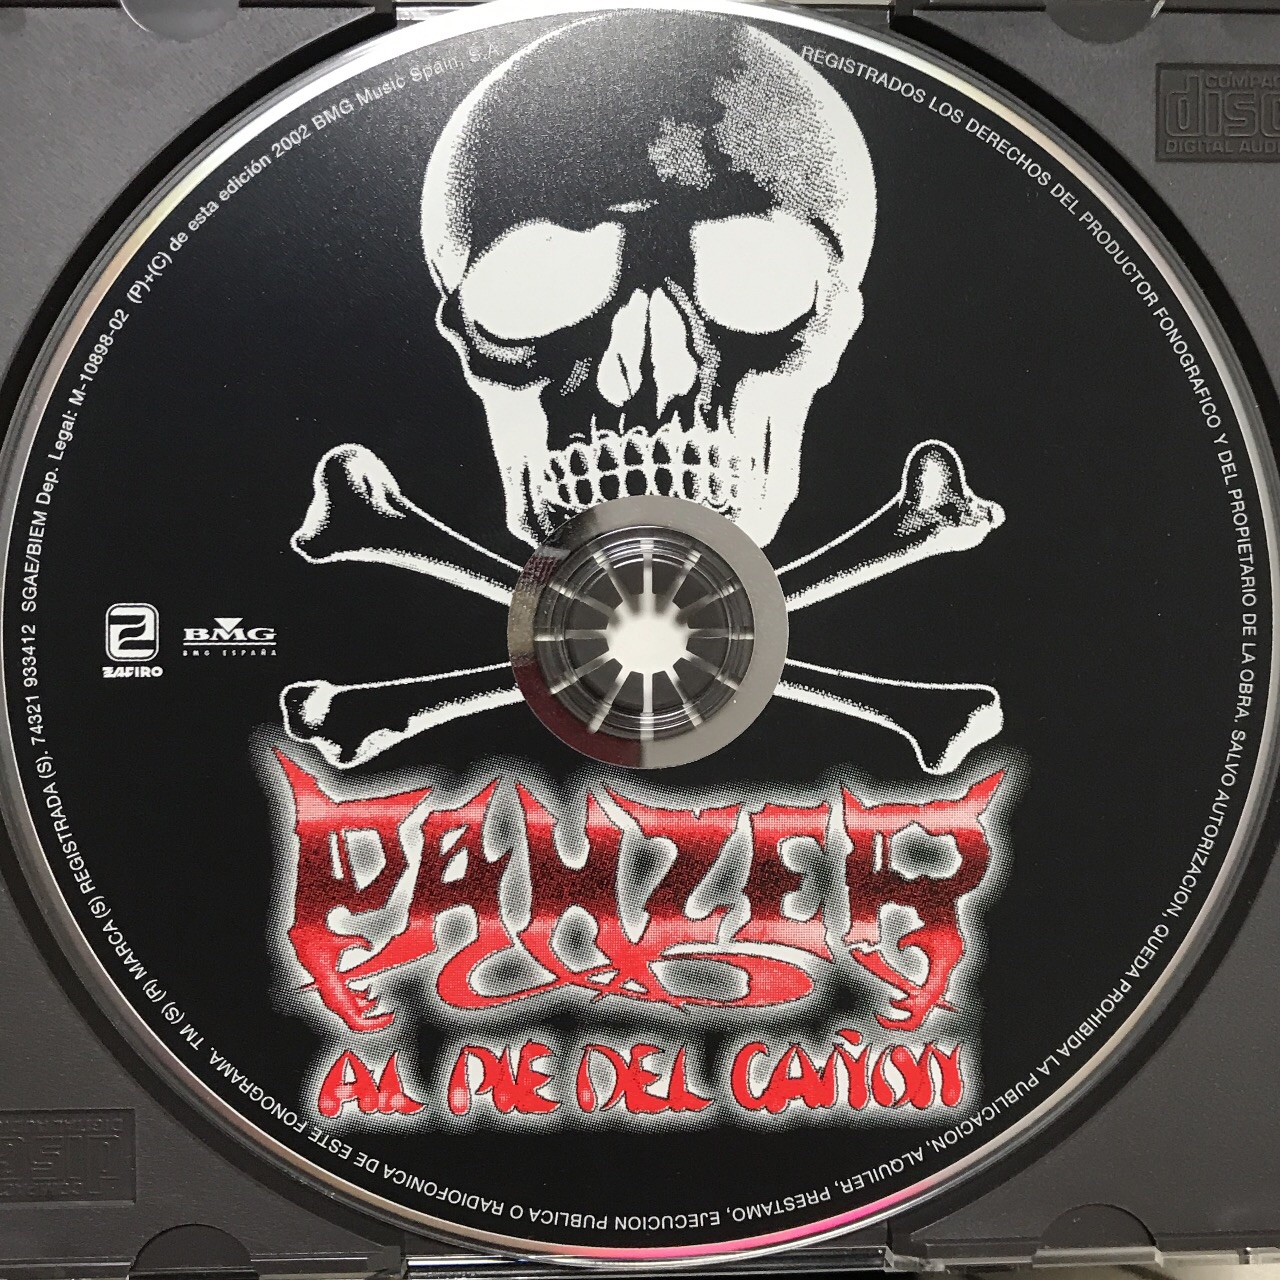 REGISTRADOS LOS DERECHOS DEL PRODUCTOR FONOGRAFICO Y DEL PROPIETARIO DE LA OBRA. SALVO AUTORIZACION, QUEDA PROHIBIDA LA PUBLICACION, ALQUILER, PRESTAMO, EJECUCION PUBLICA O RADIOFONICA DE ESTE FONOGRAMA. TM (S) (R) MARCA (S) REGISTRADA (S). 74321 933412 SGAE/BIEM Dep. Legal: M-10898-02 (P)+(C) de esta edición 2002 BMG Music Spain, S.A.
ZAFIRO
BMG
BMG ESPAÑA
PANZER
AL PIE DEL CAÑON
COMPACT
disc
DIGITAL AUDIO